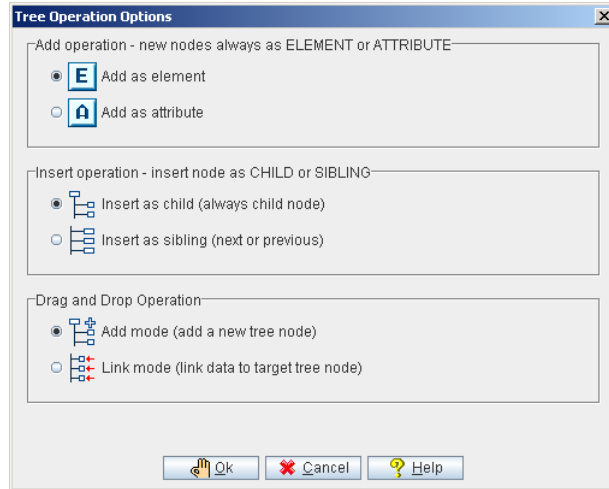 Tree Operation Options
Add operation - new nodes always as ELEMENT or ATTRIBUTE
E Add as element
A Add as attribute
Insert operation - insert node as CHILD or SIBLING
Insert as child (always child node)
Insert as sibling (next or previous)
Drag and Drop Operation
Add mode (add a new tree node)
Link mode (link data to target tree node)
Ok Cancel Help